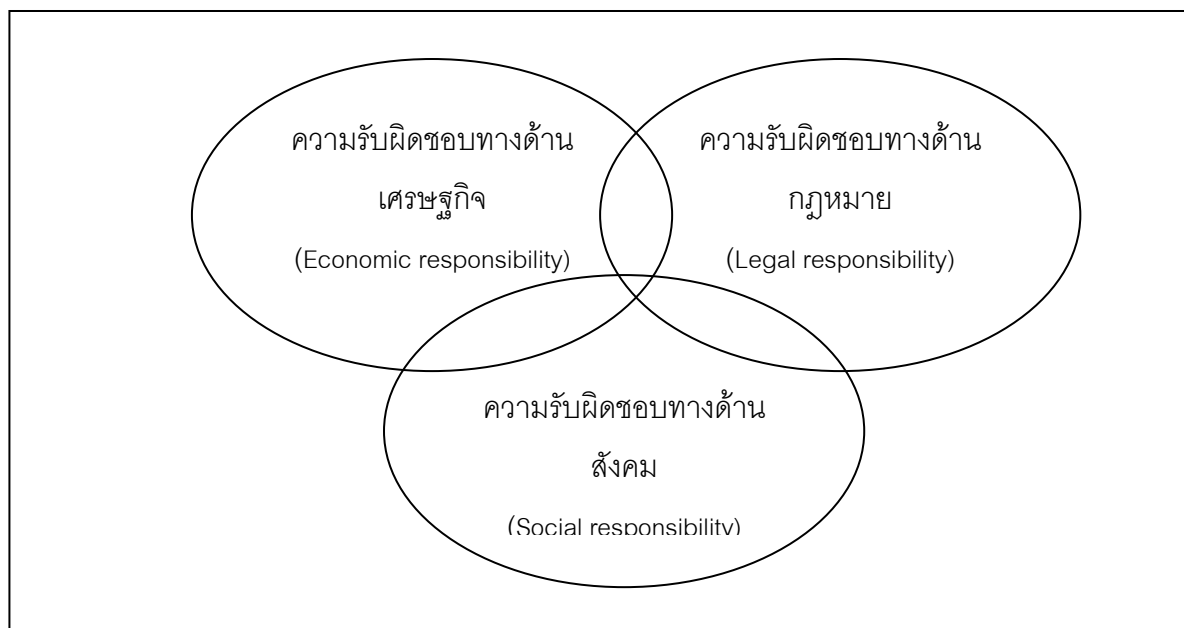 ความรับผิดชอบทางด้าน
เศรษฐกิจ
(Economic responsibility)
ความรับผิดชอบทางด้าน
กฎหมาย
(Legal responsibility)
ความรับผิดชอบทางด้าน
สังคม
(Social responsibility)